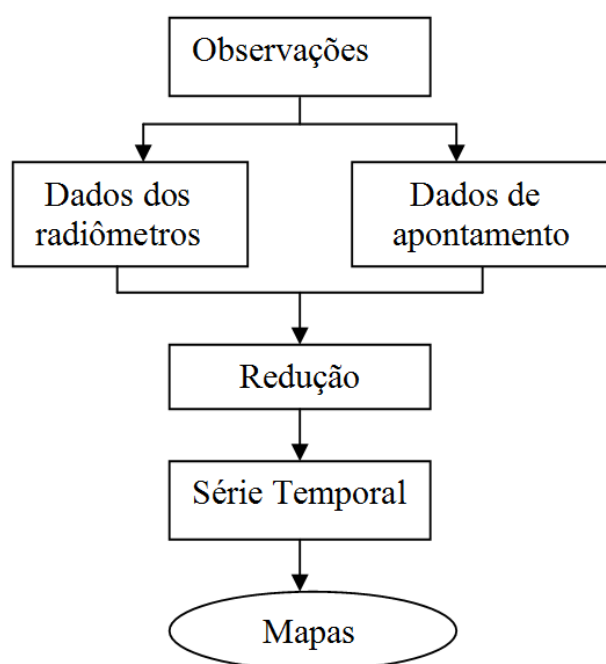 Observações
Dados dos
radiômetros
Dados de
apontamento
Redução
Série Temporal
Mapas